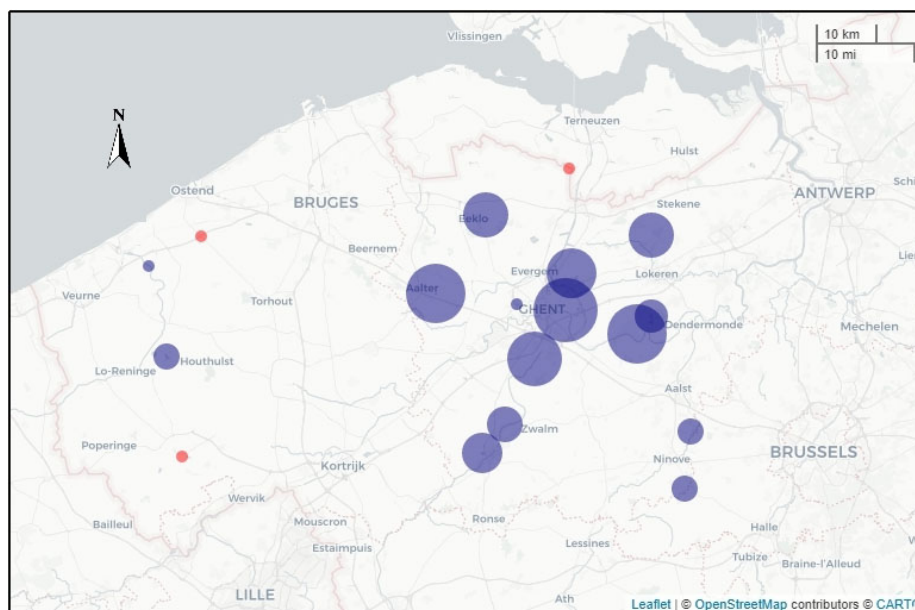 Vlissingen
10 km
10 mi
N
Terneuzen
Hulst
Ostend
BRUGES
Stekene
ANTWERP
Eeklo
Beernem
Evergem
Lokeren
Veurne
Aalter
Torhout
GHENT
Dendermonde
Mechelen
Lo-Reninge
Houthulst
Aalst
Poperinge
Zwalm
BRUSSELS
Kortrijk
Ninove
Wervik
Bailleul
Mouscron
Ronse
Halle
Estaimpuis
Lessines
Tubize
Braine-l'Alleud
LILLE
Ath
Leaflet | © OpenStreetMap contributors © CARTO